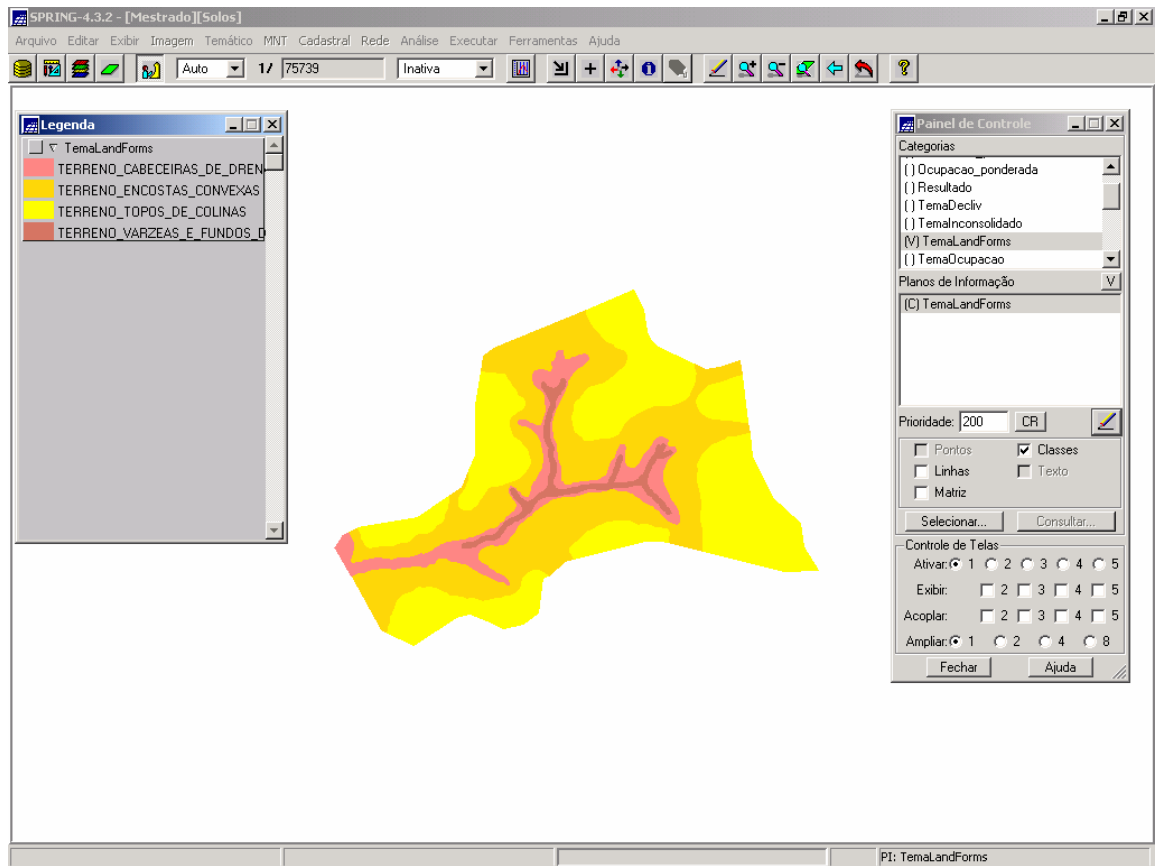 SPRING-4.3.2 - [Mestrado][Solos]
Arquivo Editar Exibir Imagem Temático MNT Cadastral Rede Análise Executar Ferramentas Ajuda
Auto 1/ 75739 Inativa
Legenda
TemaLandForms
TERRENO_CABECEIRAS_DE_DREN
TERRENO_ENCOSTAS_CONVEXAS
TERRENO_TOPOS_DE_COLINAS
TERRENO_VARZEAS_E_FUNDOS_D
Painel de Controle
Categorias
( ) Ocupacao_ponderada
( ) Resultado
( ) TemaDecliv
( ) TemaInconsolidado
(V) TemaLandForms
( ) TemaOcupacao
Planos de Informação V
(C) TemaLandForms
Prioridade: 200 CR
Pontos Classes
Linhas Texto
Matriz
Selecionar... Consultar...
Controle de Telas
Ativar: 1 2 3 4 5
Exibir: 2 3 4 5
Acoplar: 2 3 4 5
Ampliar: 1 2 4 8
Fechar Ajuda
PI: TemaLandForms